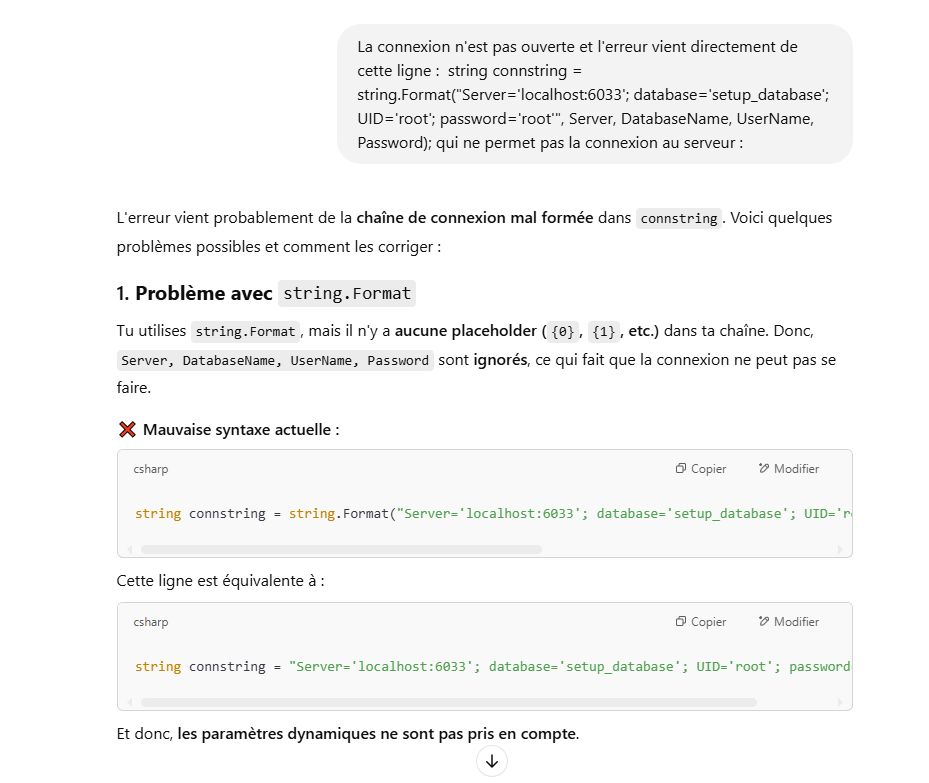 La connexion n'est pas ouverte et l'erreur vient directement de
cette ligne :  string connstring =
string.Format("Server='localhost:6033'; database='setup_database';
UID='root'; password='root'", Server, DatabaseName, UserName,
Password); qui ne permet pas la connexion au serveur :
L'erreur vient probablement de la chaîne de connexion mal formée dans connstring. Voici quelques
problèmes possibles et comment les corriger :
1. Problème avec string.Format
Tu utilises string.Format, mais il n'y a aucune placeholder ({0}, {1}, etc.) dans ta chaîne. Donc,
Server, DatabaseName, UserName, Password sont ignorés, ce qui fait que la connexion ne peut pas se
faire.
❌ Mauvaise syntaxe actuelle :
csharp Copier Modifier
string connstring = string.Format("Server='localhost:6033'; database='setup_database'; UID='r
Cette ligne est équivalente à :
csharp Copier Modifier
string connstring = "Server='localhost:6033'; database='setup_database'; UID='root'; password
Et donc, les paramètres dynamiques ne sont pas pris en compte.